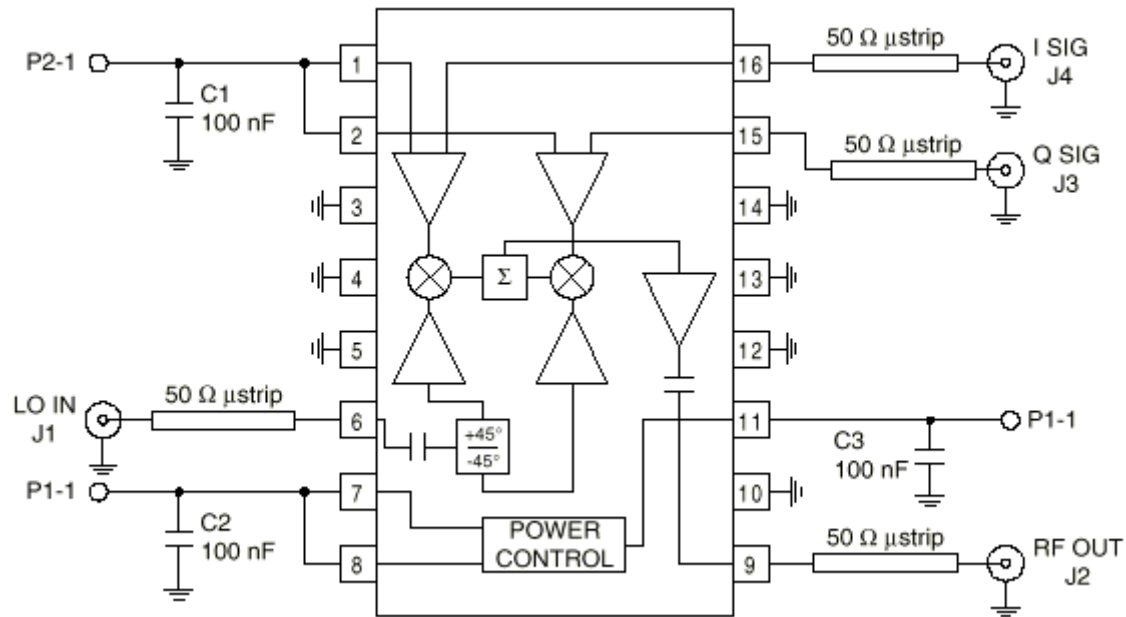 P2-1
C1
100 nF
1
2
3
4
5
6
7
8
LO IN
J1
50 Ω μstrip
P1-1
C2
100 nF
Σ
+45°
-45°
POWER
CONTROL
16
15
14
13
12
11
10
9
50 Ω μstrip
I SIG
J4
50 Ω μstrip
Q SIG
J3
P1-1
C3
100 nF
50 Ω μstrip
RF OUT
J2